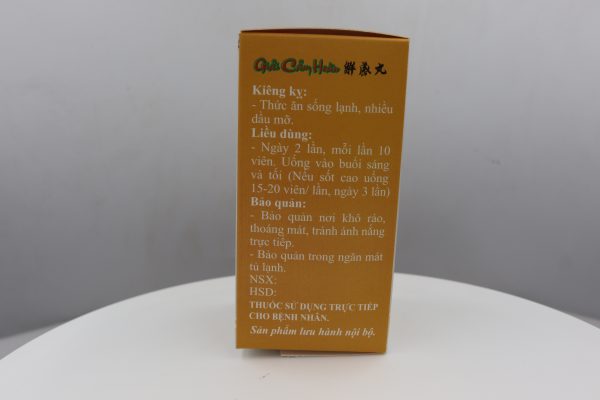 Giải Cảm Hoàn 解感丸
Kiêng kỵ:
- Thức ăn sống lạnh, nhiều
dầu mỡ.
Liều dùng:
- Ngày 2 lần, mỗi lần 10
viên. Uống vào buổi sáng
và tối (Nếu sốt cao uống
15-20 viên/ lần, ngày 3 lần)
Bảo quản:
- Bảo quản nơi khô ráo,
thoáng mát, tránh ánh nắng
trực tiếp.
- Bảo quản trong ngăn mát
tủ lạnh.
NSX:
HSD:
THUỐC SỬ DỤNG TRỰC TIẾP
CHO BỆNH NHÂN.
Sản phẩm lưu hành nội bộ.